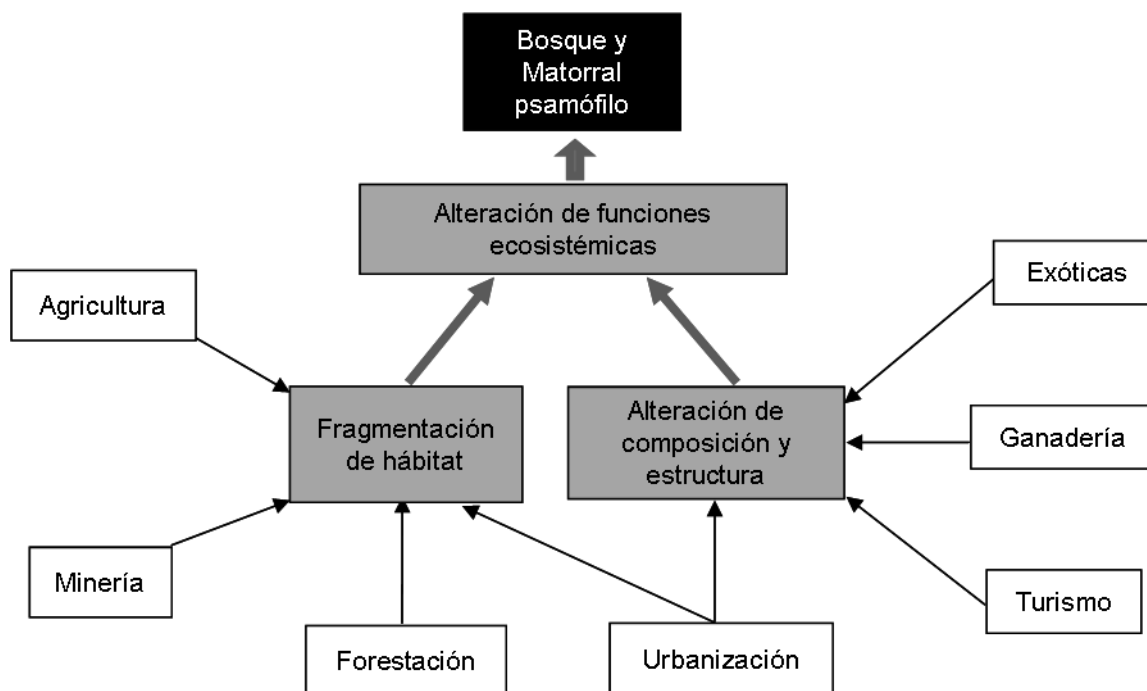 Bosque y
Matorral
psamófilo
Alteración de funciones
ecosistémicas
Agricultura
Exóticas
Fragmentación
de hábitat
Alteración de
composición y
estructura
Ganadería
Minería
Turismo
Forestación
Urbanización